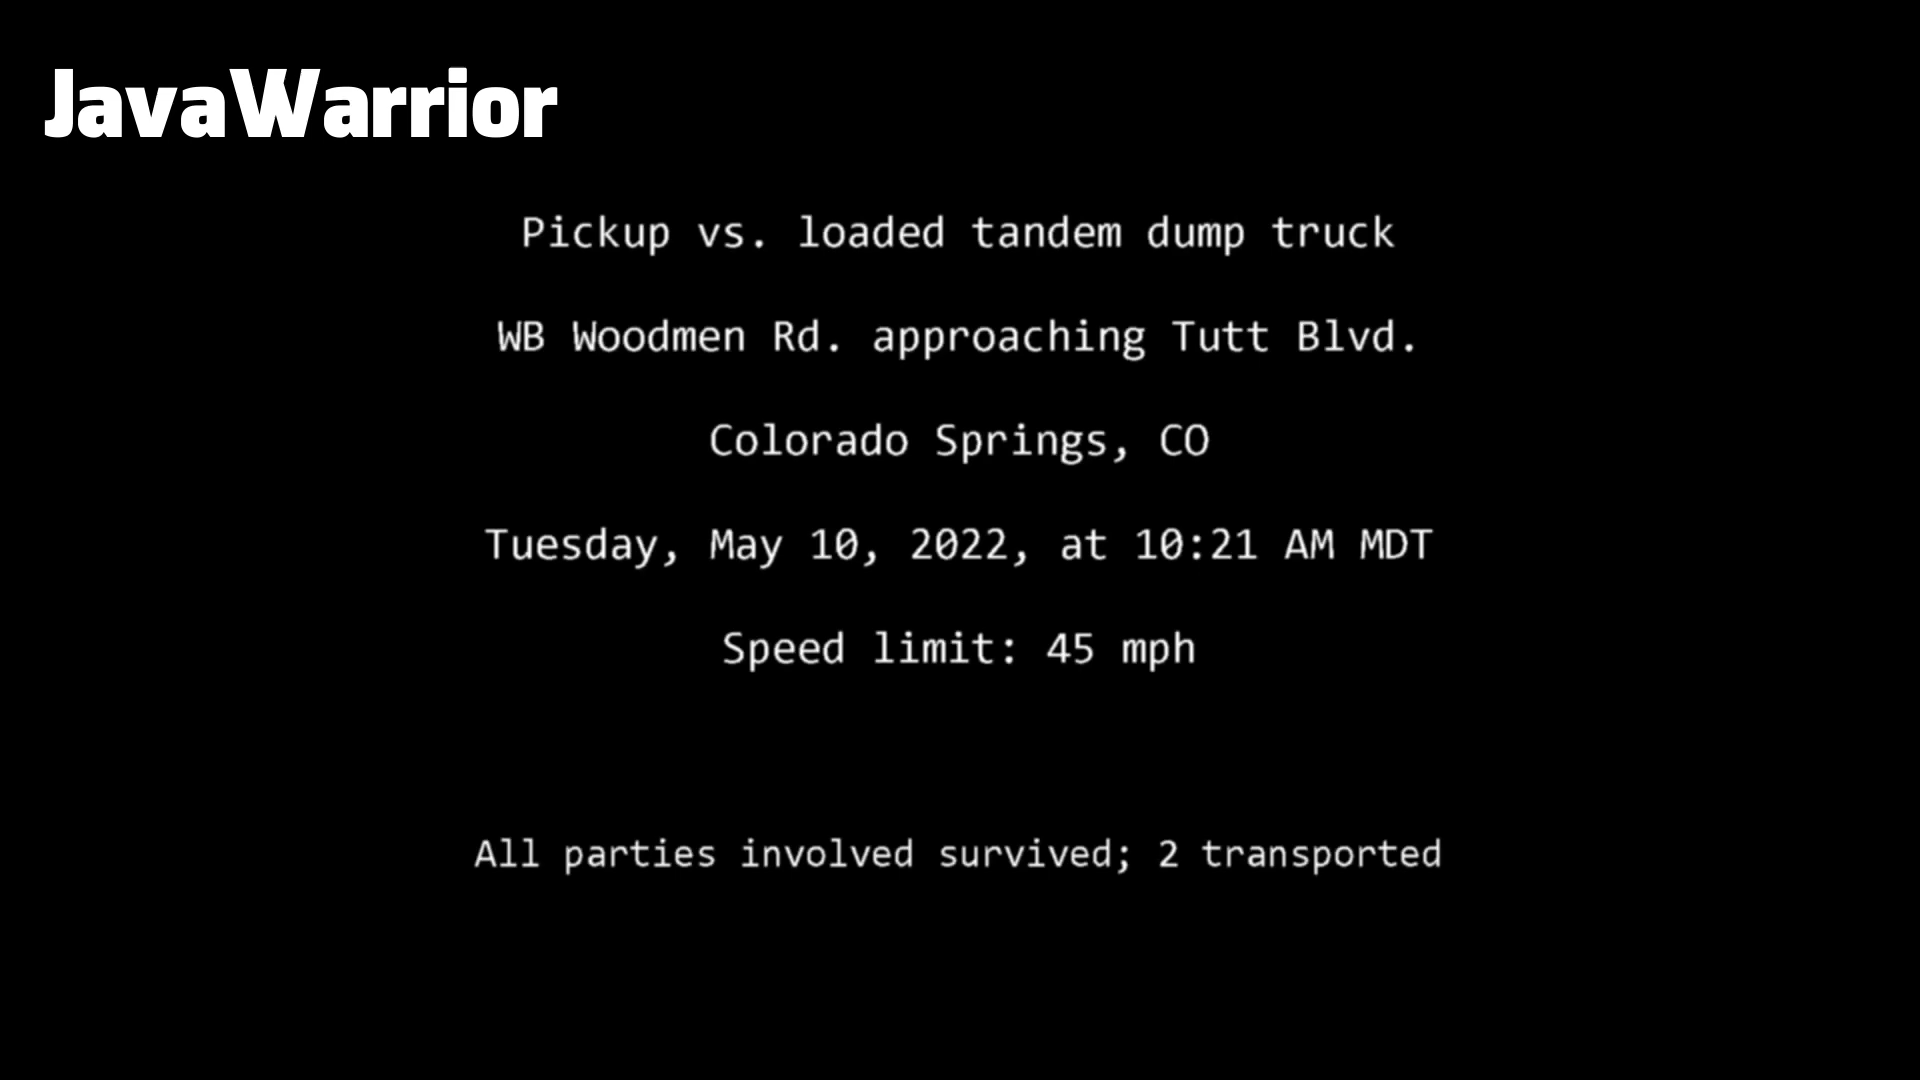 JavaWarrior
Pickup vs. loaded tandem dump truck
WB Woodmen Rd. approaching Tutt Blvd.
Colorado Springs, CO
Tuesday, May 10, 2022, at 10:21 AM MDT
Speed limit: 45 mph
All parties involved survived; 2 transported